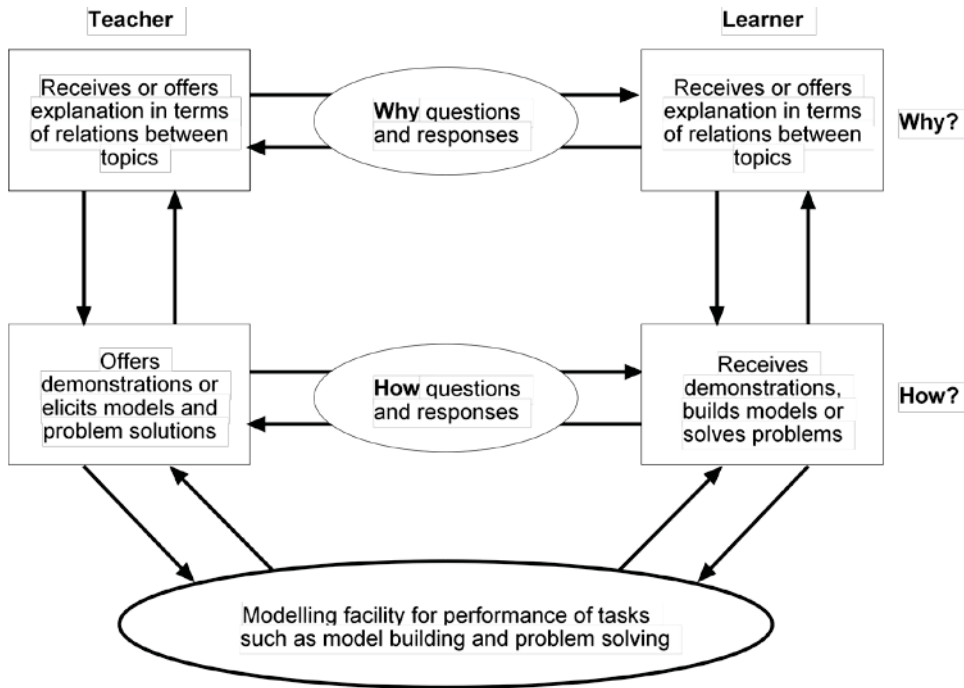 Teacher
Learner
Receives or offers
explanation in terms
of relations between
topics
Why questions
and responses
Receives or offers
explanation in terms
of relations between
topics
Why?
Offers
demonstrations or
elicits models and
problem solutions
How questions
and responses
Receives
demonstrations,
builds models or
solves problems
How?
Modelling facility for performance of tasks
such as model building and problem solving